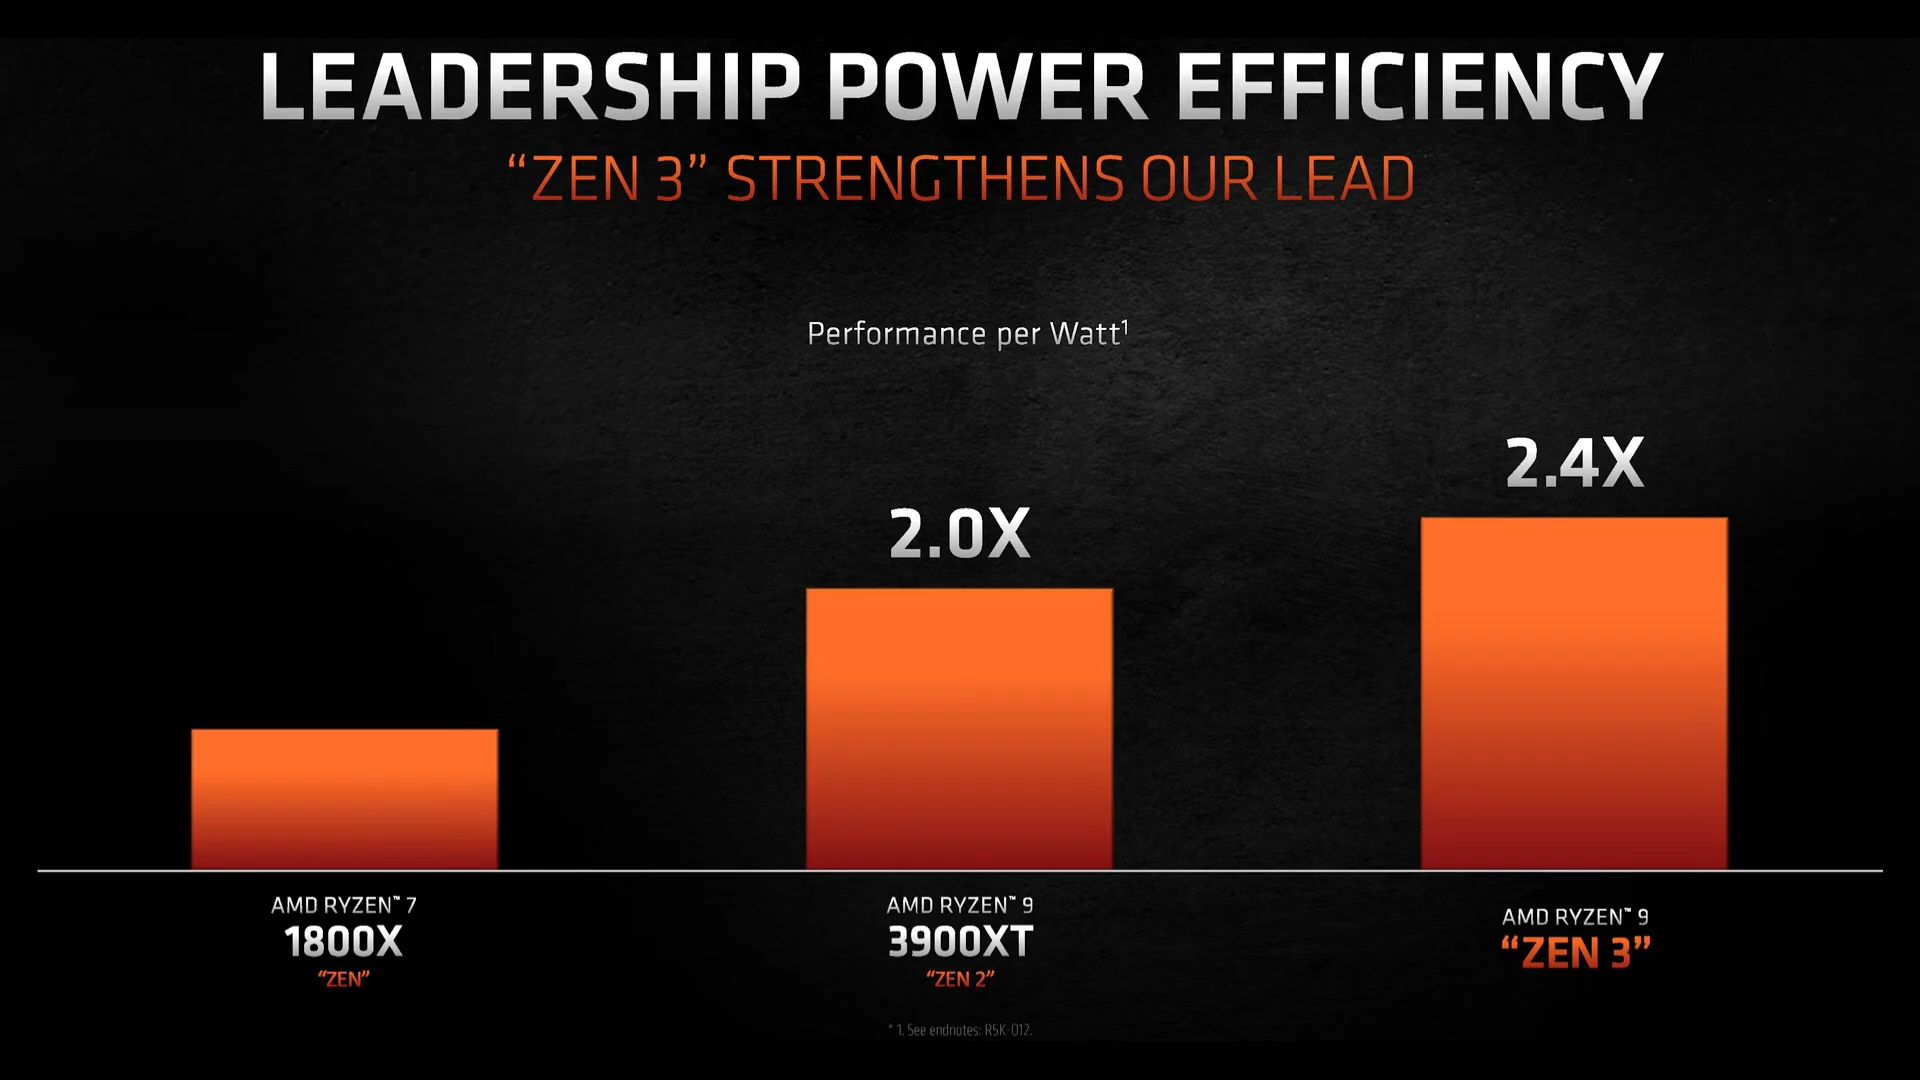 LEADERSHIP POWER EFFICIENCY
“ZEN 3” STRENGTHENS OUR LEAD
Performance per Watt¹
2.4X
2.0X
AMD RYZEN™ 7
1800X
“ZEN”
AMD RYZEN™ 9
3900XT
“ZEN 2”
AMD RYZEN™ 9
“ZEN 3”
* 1. See endnotes: R5K-012.